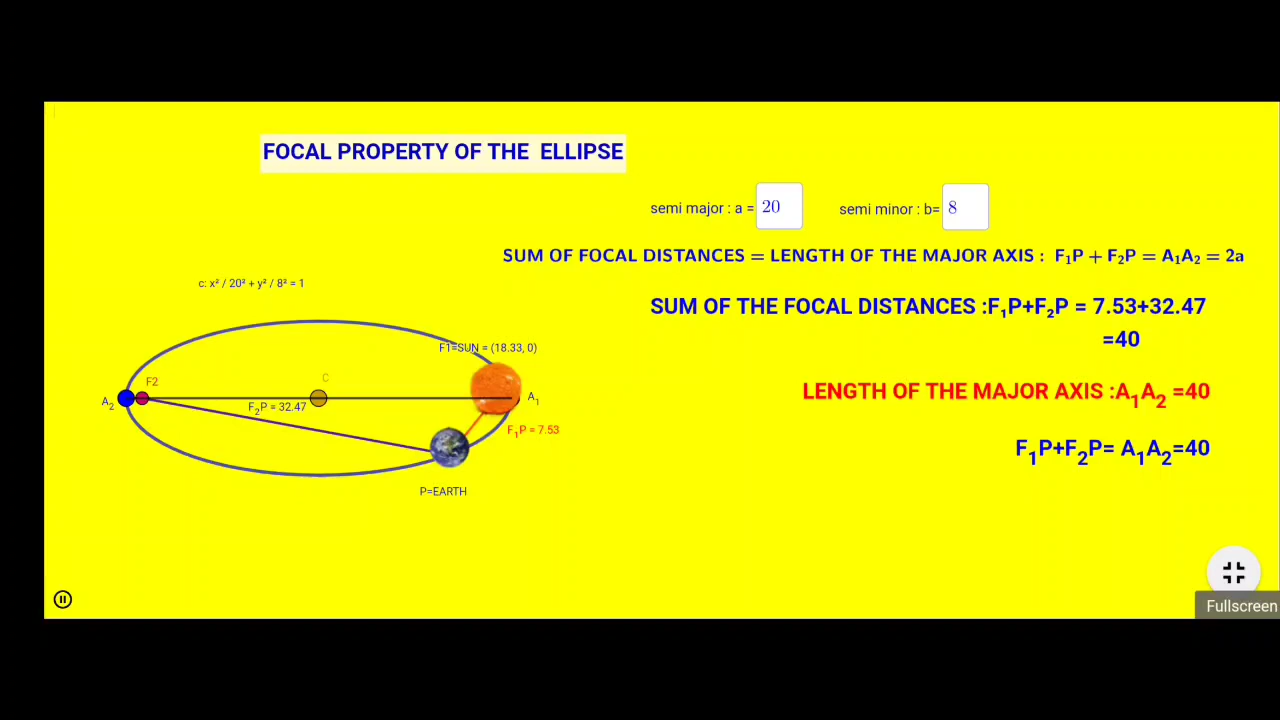 FOCAL PROPERTY OF THE ELLIPSE
semi major : a = 20
semi minor : b= 8
SUM OF FOCAL DISTANCES = LENGTH OF THE MAJOR AXIS : F₁P + F₂P = A₁A₂ = 2a
c: x² / 20² + y² / 8² = 1
SUM OF THE FOCAL DISTANCES :F₁P+F₂P = 7.53+32.47
=40
F1=SUN = (18.33, 0)
C
F2
LENGTH OF THE MAJOR AXIS :A₁A₂ =40
A₂
A₁
F₂P = 32.47
F₁P = 7.53
F₁P+F₂P= A₁A₂=40
P=EARTH
Fullscreen